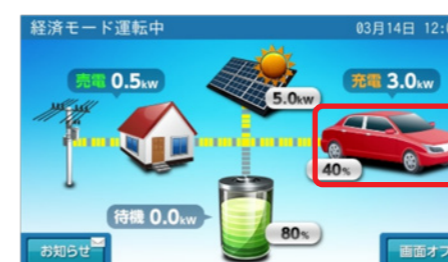 経済モード運転中
03月14日 12:0
売電 0.5kw
5.0kw
充電 3.0kw
40%
待機 0.0kw
80%
お知らせ
画面オフ